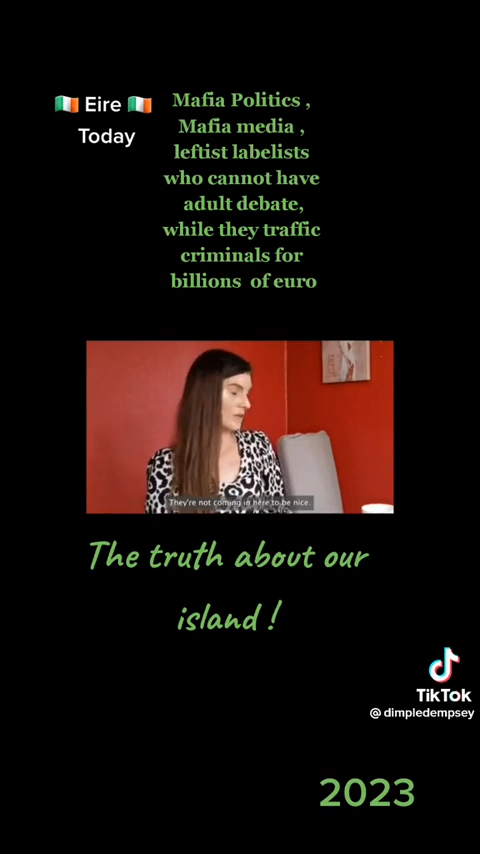 🇮🇪 Eire 🇮🇪
Today
Mafia Politics ,
Mafia media ,
leftist labelists
who cannot have
adult debate,
while they traffic
criminals for
billions of euro
They're not coming in here to be nice.
The truth about our
island !
TikTok
@ dimpledempsey
2023